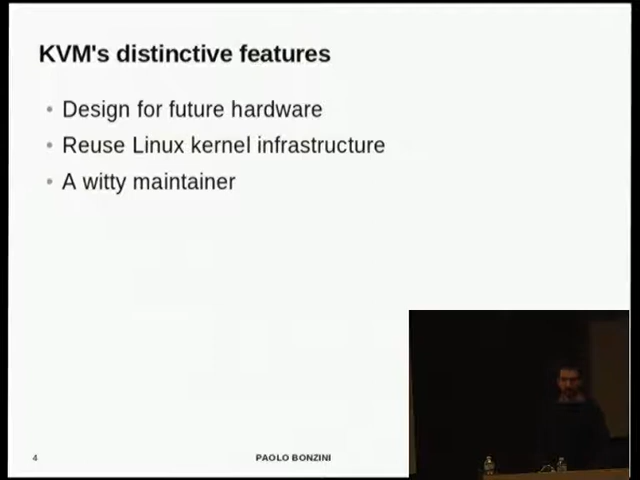 KVM's distinctive features
• Design for future hardware
• Reuse Linux kernel infrastructure
• A witty maintainer
4
PAOLO BONZINI